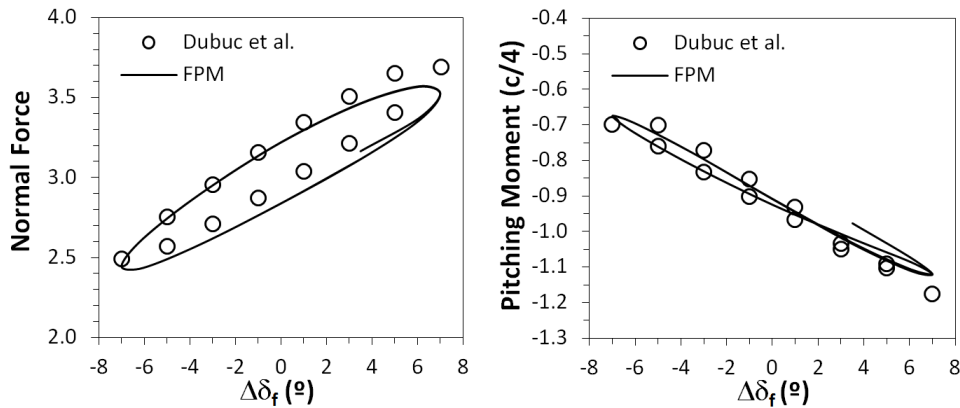 4.0
3.5
3.0
2.5
2.0
Normal Force
Dubuc et al.
FPM
-8 -6 -4 -2 0 2 4 6 8
Δδf (º)
-0.4
-0.5
-0.6
-0.7
-0.8
-0.9
-1.0
-1.1
-1.2
-1.3
Pitching Moment (c/4)
Dubuc et al.
FPM
-8 -6 -4 -2 0 2 4 6 8
Δδf (º)